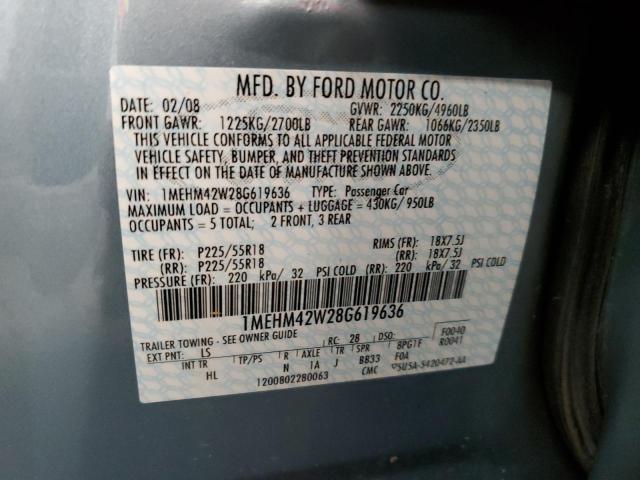 MFD. BY FORD MOTOR CO.
DATE: 02/08 GVWR: 2250KG/4960LB
FRONT GAWR: 1225KG/2700LB REAR GAWR: 1066KG/2350LB
THIS VEHICLE CONFORMS TO ALL APPLICABLE FEDERAL MOTOR
VEHICLE SAFETY, BUMPER, AND THEFT PREVENTION STANDARDS
IN EFFECT ON THE DATE OF MANUFACTURE SHOWN ABOVE.
VIN: 1MEHM42W28G619636 TYPE: Passenger Car
MAXIMUM LOAD = OCCUPANTS + LUGGAGE = 430KG/ 950LB
OCCUPANTS = 5 TOTAL; 2 FRONT, 3 REAR
TIRE (FR): P225/55R18 RIMS (FR): 18X7.5J
(RR): P225/55R18 (RR): 18X7.5J
PRESSURE (FR): 220 kPa/ 32 PSI COLD (RR): 220 kPa/ 32 PSI COLD
1MEHM42W28G619636
TRAILER TOWING - SEE OWNER GUIDE RC: 28 DSO: F0040
EXT PNT: LS N AXLE TR SPR BPGTF R0041
INT TR HL N 1A J BB33 F0A
1200802280063 CMC 5U5A-5420472-AA